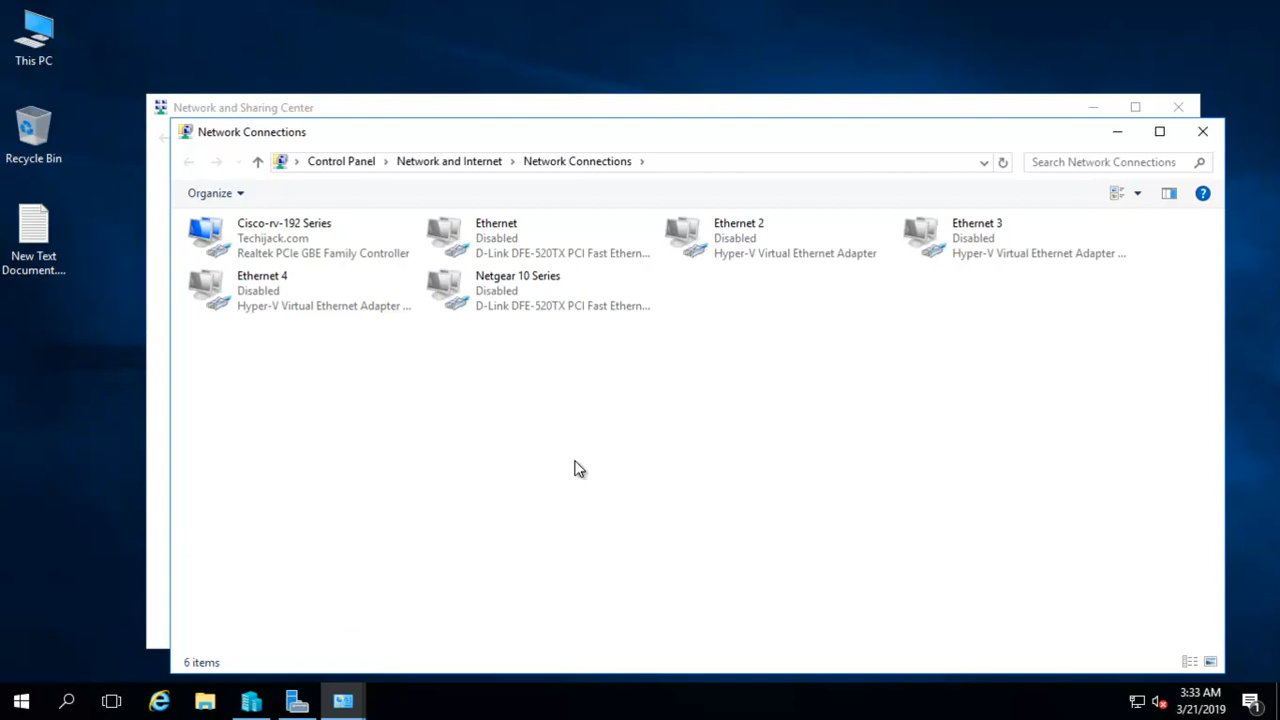 This PC
Recycle Bin
New Text
Document....
Network and Sharing Center
Network Connections
Control Panel > Network and Internet > Network Connections >
Search Network Connections
Organize
Cisco-rv-192 Series
Techijack.com
Realtek PCIe GBE Family Controller
Ethernet
Disabled
D-Link DFE-520TX PCI Fast Ethern...
Ethernet 2
Disabled
Hyper-V Virtual Ethernet Adapter
Ethernet 3
Disabled
Hyper-V Virtual Ethernet Adapter ...
Ethernet 4
Disabled
Hyper-V Virtual Ethernet Adapter ...
Netgear 10 Series
Disabled
D-Link DFE-520TX PCI Fast Ethern...
6 items
3:33 AM
3/21/2019
1